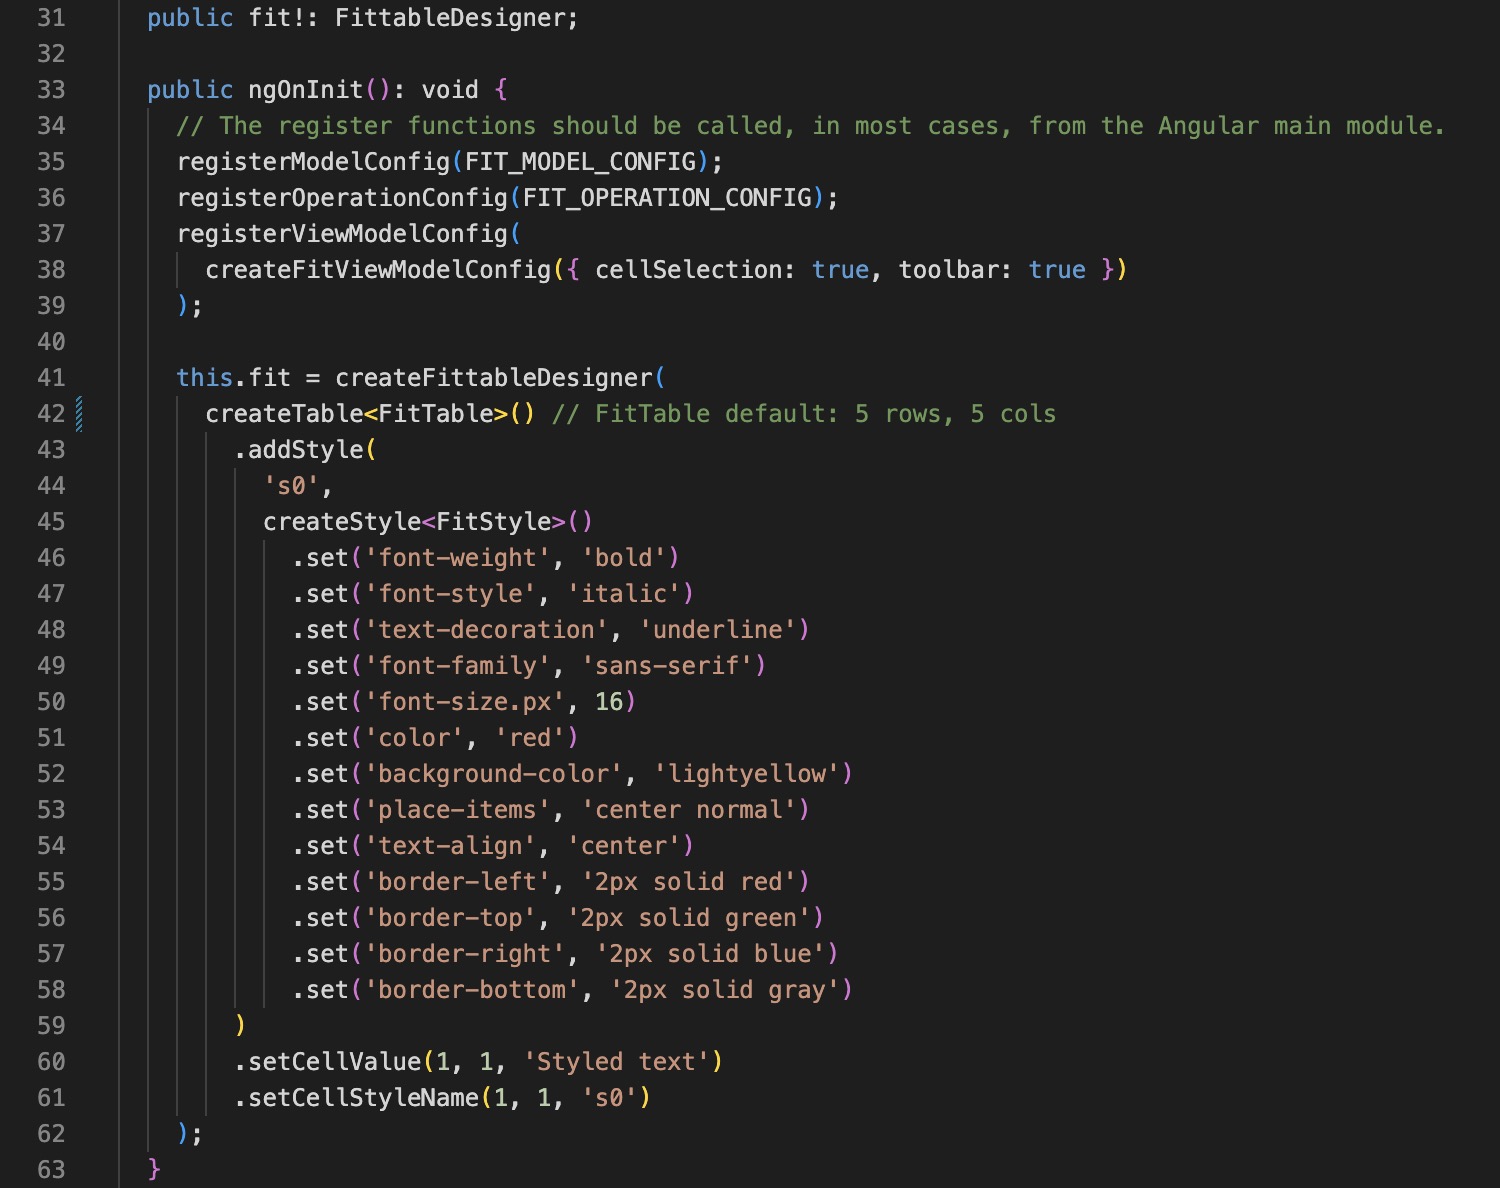 31 public fit!: FittableDesigner;
32
33 public ngOnInit(): void {
34 // The register functions should be called, in most cases, from the Angular main module.
35 registerModelConfig(FIT_MODEL_CONFIG);
36 registerOperationConfig(FIT_OPERATION_CONFIG);
37 registerViewModelConfig(
38 createFitViewModelConfig({ cellSelection: true, toolbar: true })
39 );
40
41 this.fit = createFittableDesigner(
42 createTable<FitTable>() // FitTable default: 5 rows, 5 cols
43 .addStyle(
44 's0',
45 createStyle<FitStyle>()
46 .set('font-weight', 'bold')
47 .set('font-style', 'italic')
48 .set('text-decoration', 'underline')
49 .set('font-family', 'sans-serif')
50 .set('font-size.px', 16)
51 .set('color', 'red')
52 .set('background-color', 'lightyellow')
53 .set('place-items', 'center normal')
54 .set('text-align', 'center')
55 .set('border-left', '2px solid red')
56 .set('border-top', '2px solid green')
57 .set('border-right', '2px solid blue')
58 .set('border-bottom', '2px solid gray')
59 )
60 .setCellValue(1, 1, 'Styled text')
61 .setCellStyleName(1, 1, 's0')
62 );
63 }